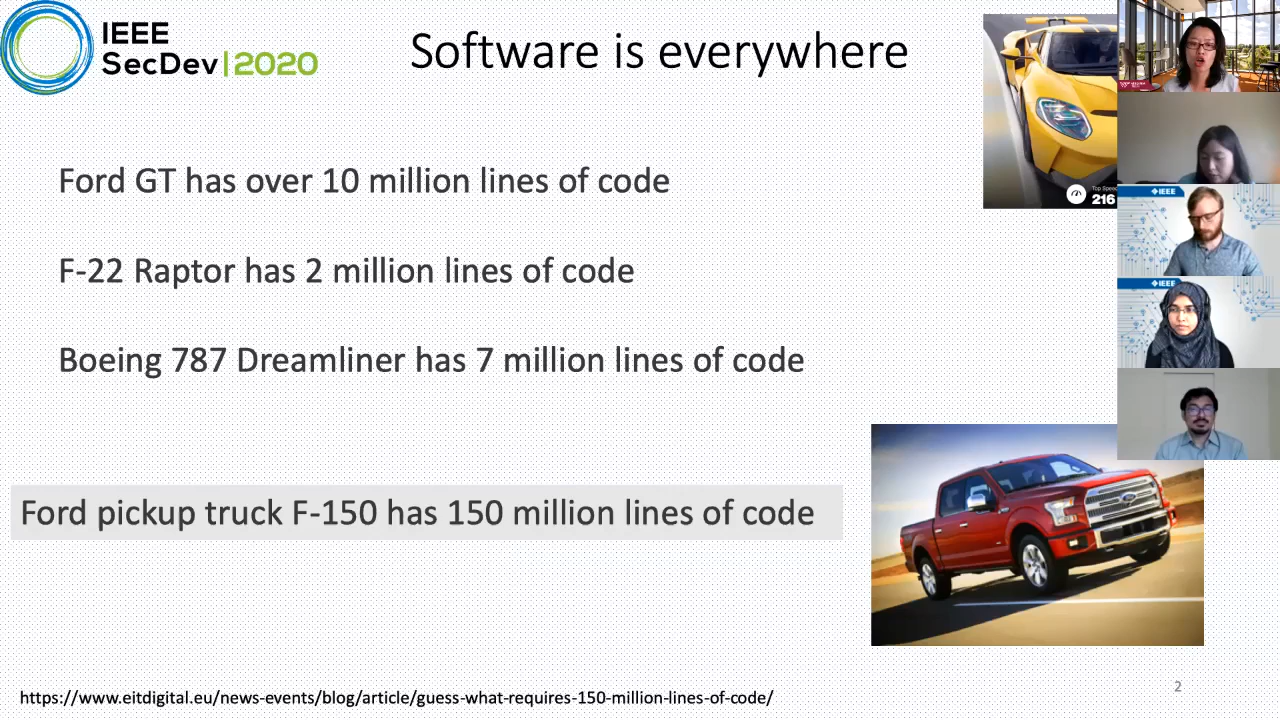 IEEE
SecDev|2020
Software is everywhere
Ford GT has over 10 million lines of code
Top Speed
216
F-22 Raptor has 2 million lines of code
Boeing 787 Dreamliner has 7 million lines of code
Ford pickup truck F-150 has 150 million lines of code
https://www.eitdigital.eu/news-events/blog/article/guess-what-requires-150-million-lines-of-code/
2
IEEE
IEEE